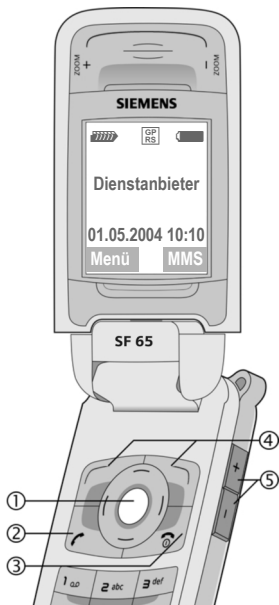 ZOOM + - ZOOM
SIEMENS
GP
RS
Dienstanbieter
01.05.2004 10:10
Menü MMS
SF 65
④
①
+
⑤
-
②
③
1 2 abc 3 def